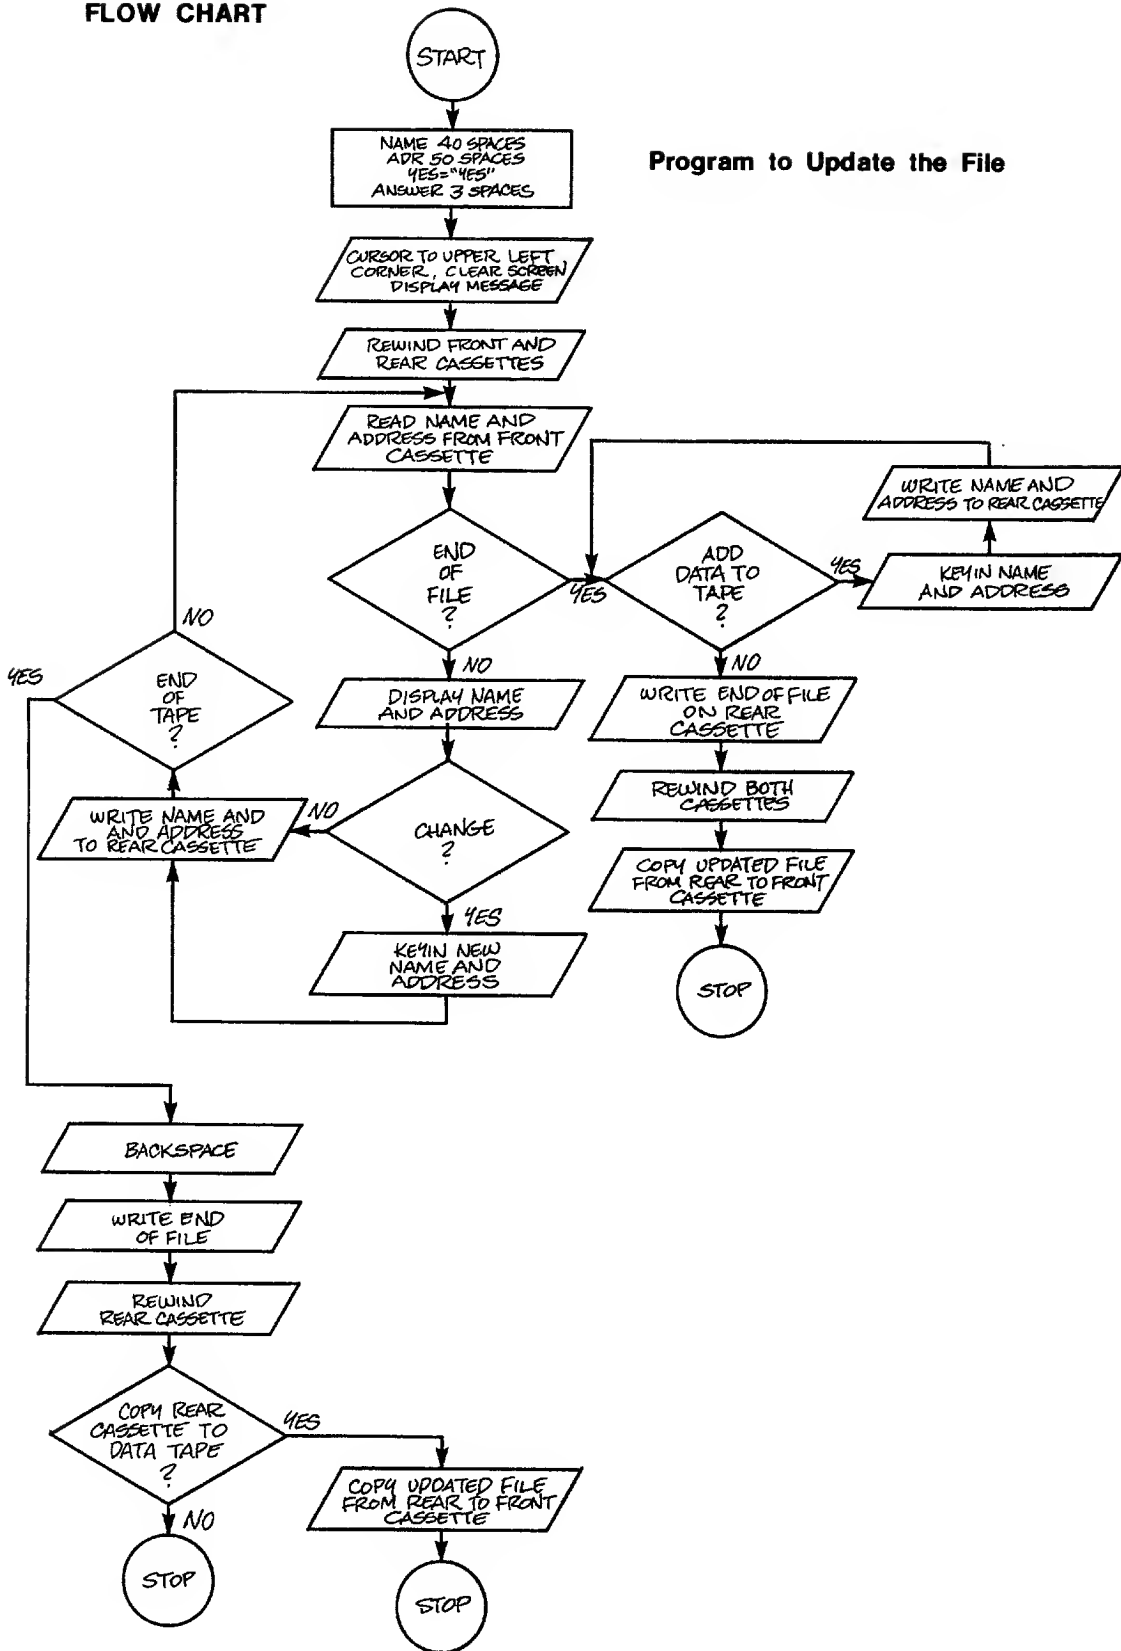 FLOW CHART
START
NAME 40 SPACES
ADR 50 SPACES
YES="YES"
ANSWER 3 SPACES
Program to Update the File
CURSOR TO UPPER LEFT
CORNER, CLEAR SCREEN
DISPLAY MESSAGE
REWIND FRONT AND
REAR CASSETTES
READ NAME AND
ADDRESS FROM FRONT
CASSETTE
END
OF
FILE
?
YES
ADD
DATA TO
TAPE
?
YES
WRITE NAME AND
ADDRESS TO REAR CASSETTE
KEYIN NAME
AND ADDRESS
NO
DISPLAY NAME
AND ADDRESS
NO
WRITE END OF FILE
ON REAR
CASSETTE
REWIND BOTH
CASSETTES
COPY UPDATED FILE
FROM REAR TO FRONT
CASSETTE
STOP
CHANGE
?
NO
YES
KEYIN NEW
NAME AND
ADDRESS
WRITE NAME AND
AND ADDRESS
TO REAR CASSETTE
END
OF
TAPE
?
NO
YES
BACKSPACE
WRITE END
OF FILE
REWIND
REAR CASSETTE
COPY REAR
CASSETTE TO
DATA TAPE
?
YES
COPY UPDATED FILE
FROM REAR TO FRONT
CASSETTE
STOP
NO
STOP